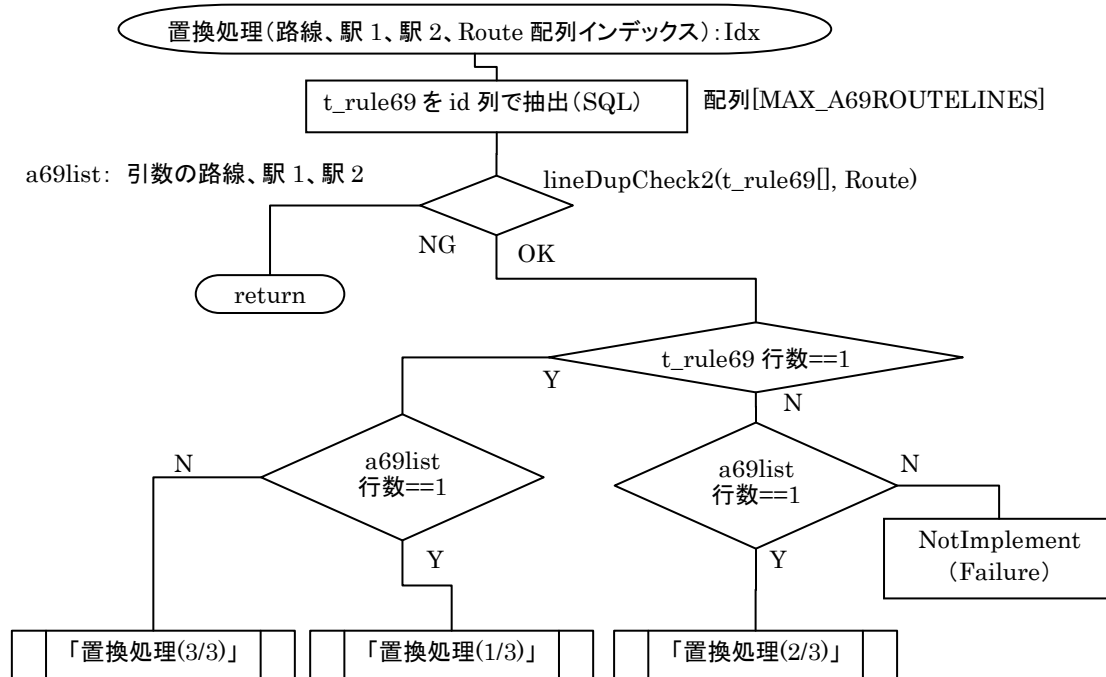 置換処理(路線、駅 1、駅 2、Route 配列インデックス):Idx
t_rule69 を id 列で抽出(SQL)
配列[MAX_A69ROUTELINES]
a69list: 引数の路線、駅 1、駅 2
lineDupCheck2(t_rule69[], Route)
NG
OK
return
t_rule69 行数==1
Y
N
N
a69list
行数==1
a69list
行数==1
N
Y
Y
NotImplement
(Failure)
「置換処理(3/3)」
「置換処理(1/3)」
「置換処理(2/3)」